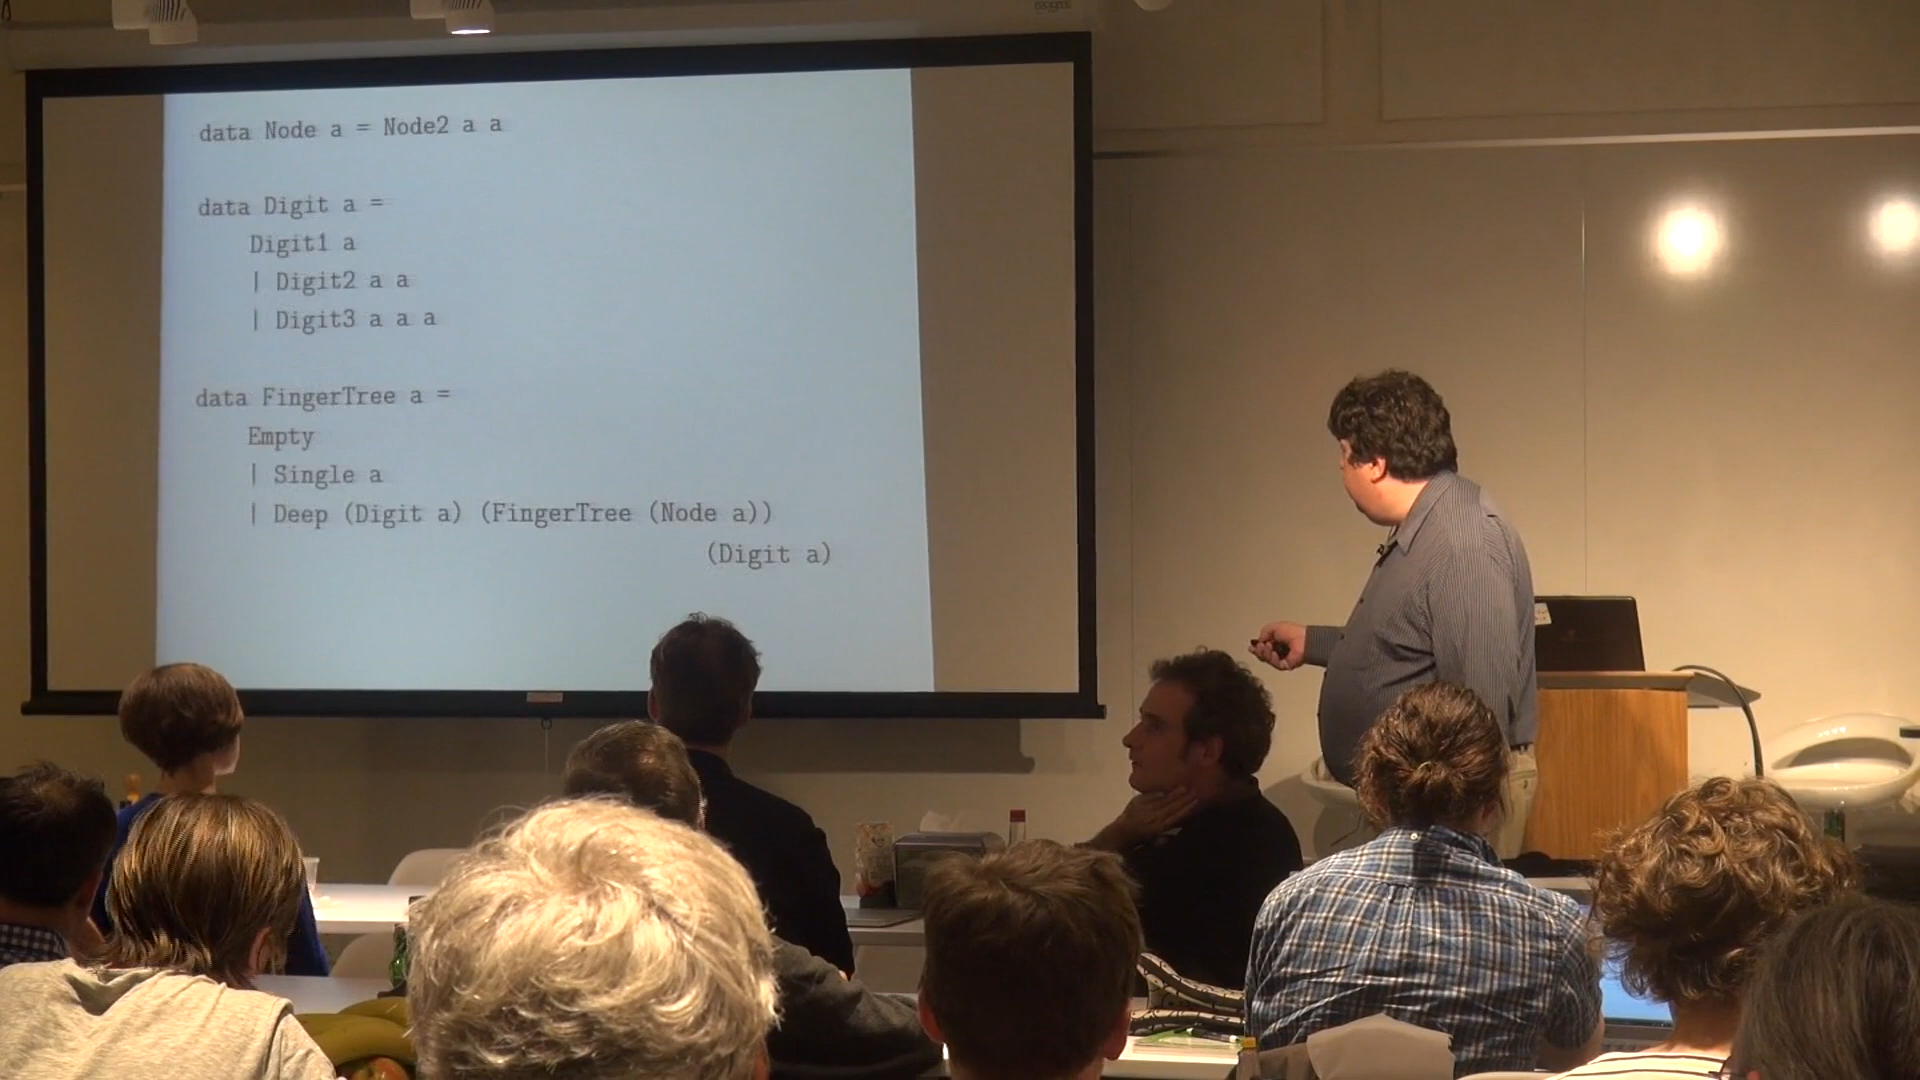 data Node a = Node2 a a
data Digit a =
Digit1 a
| Digit2 a a
| Digit3 a a a
data FingerTree a =
Empty
| Single a
| Deep (Digit a) (FingerTree (Node a))
(Digit a)